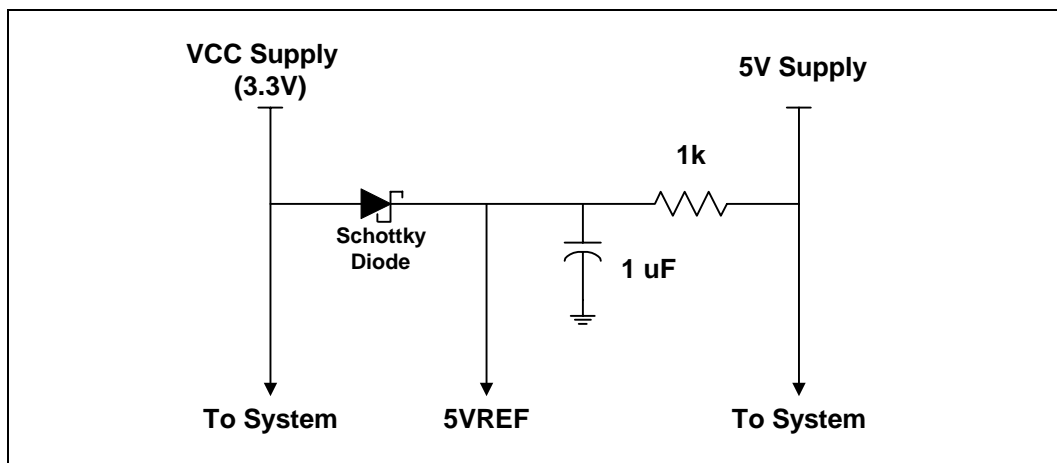 VCC Supply
(3.3V)
5V Supply
1k
Schottky
Diode
1 uF
To System
5VREF
To System